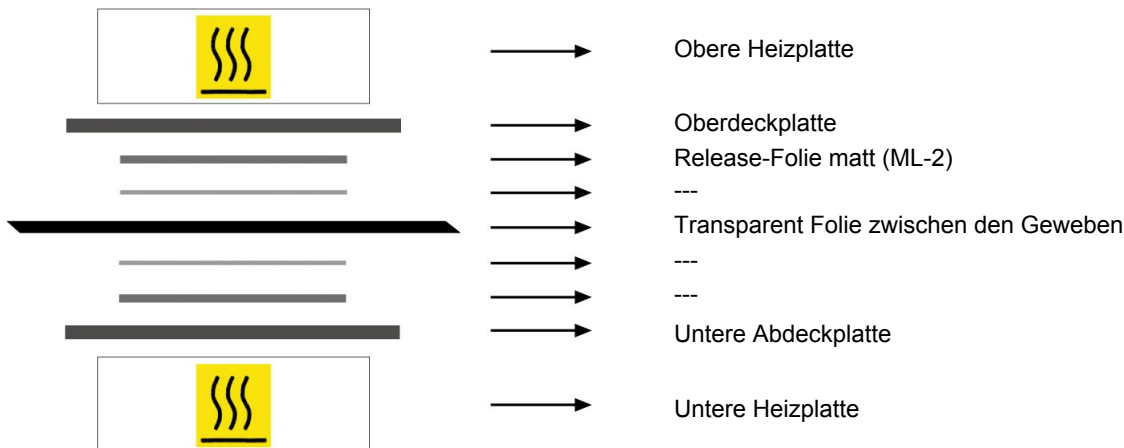 Obere Heizplatte
Oberdeckplatte
Release-Folie matt (ML-2)
---
Transparent Folie zwischen den Geweben
---
---
Untere Abdeckplatte
Untere Heizplatte